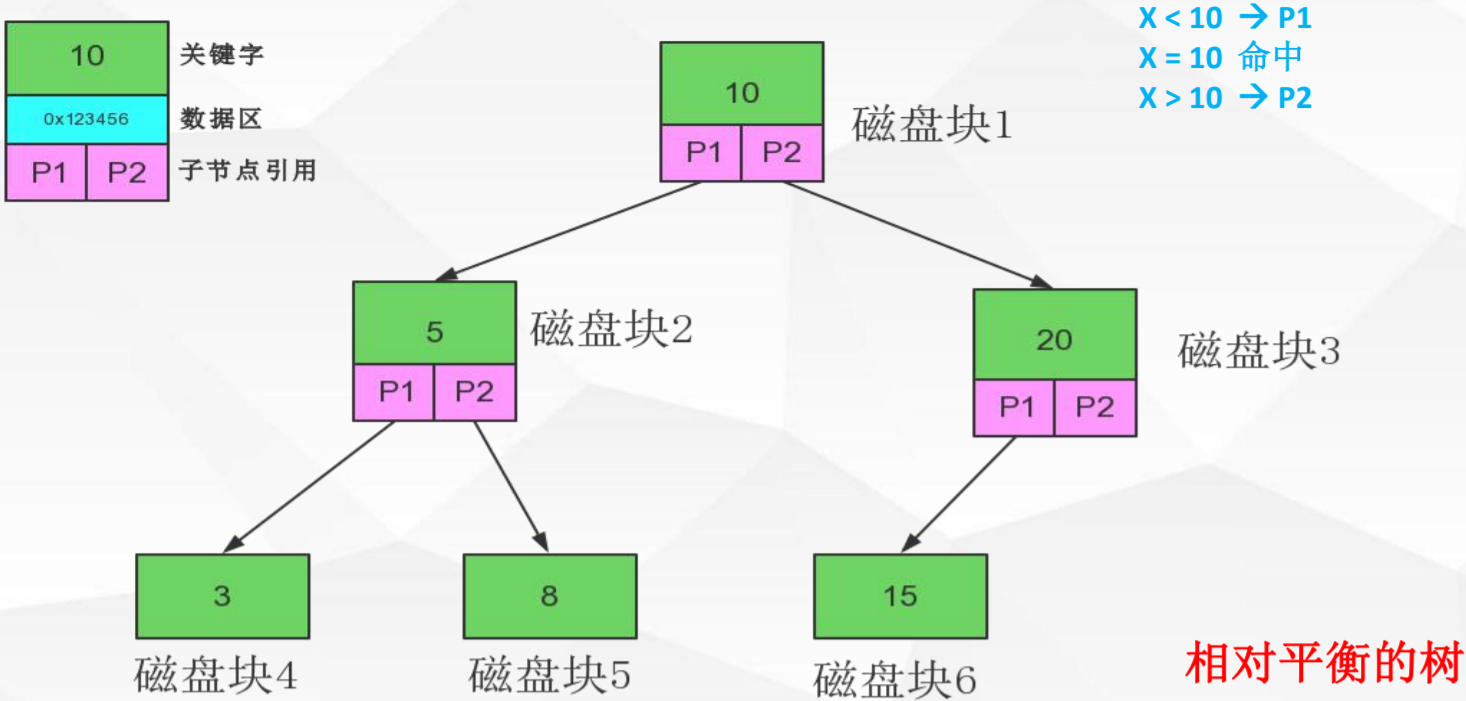 10 关键字
0x123456 数据区
P1 P2 子节点引用
X < 10 → P1
X = 10 命中
X > 10 → P2
10
P1 P2
磁盘块1
5
P1 P2
磁盘块2
20
P1 P2
磁盘块3
3
磁盘块4
8
磁盘块5
15
磁盘块6
相对平衡的树